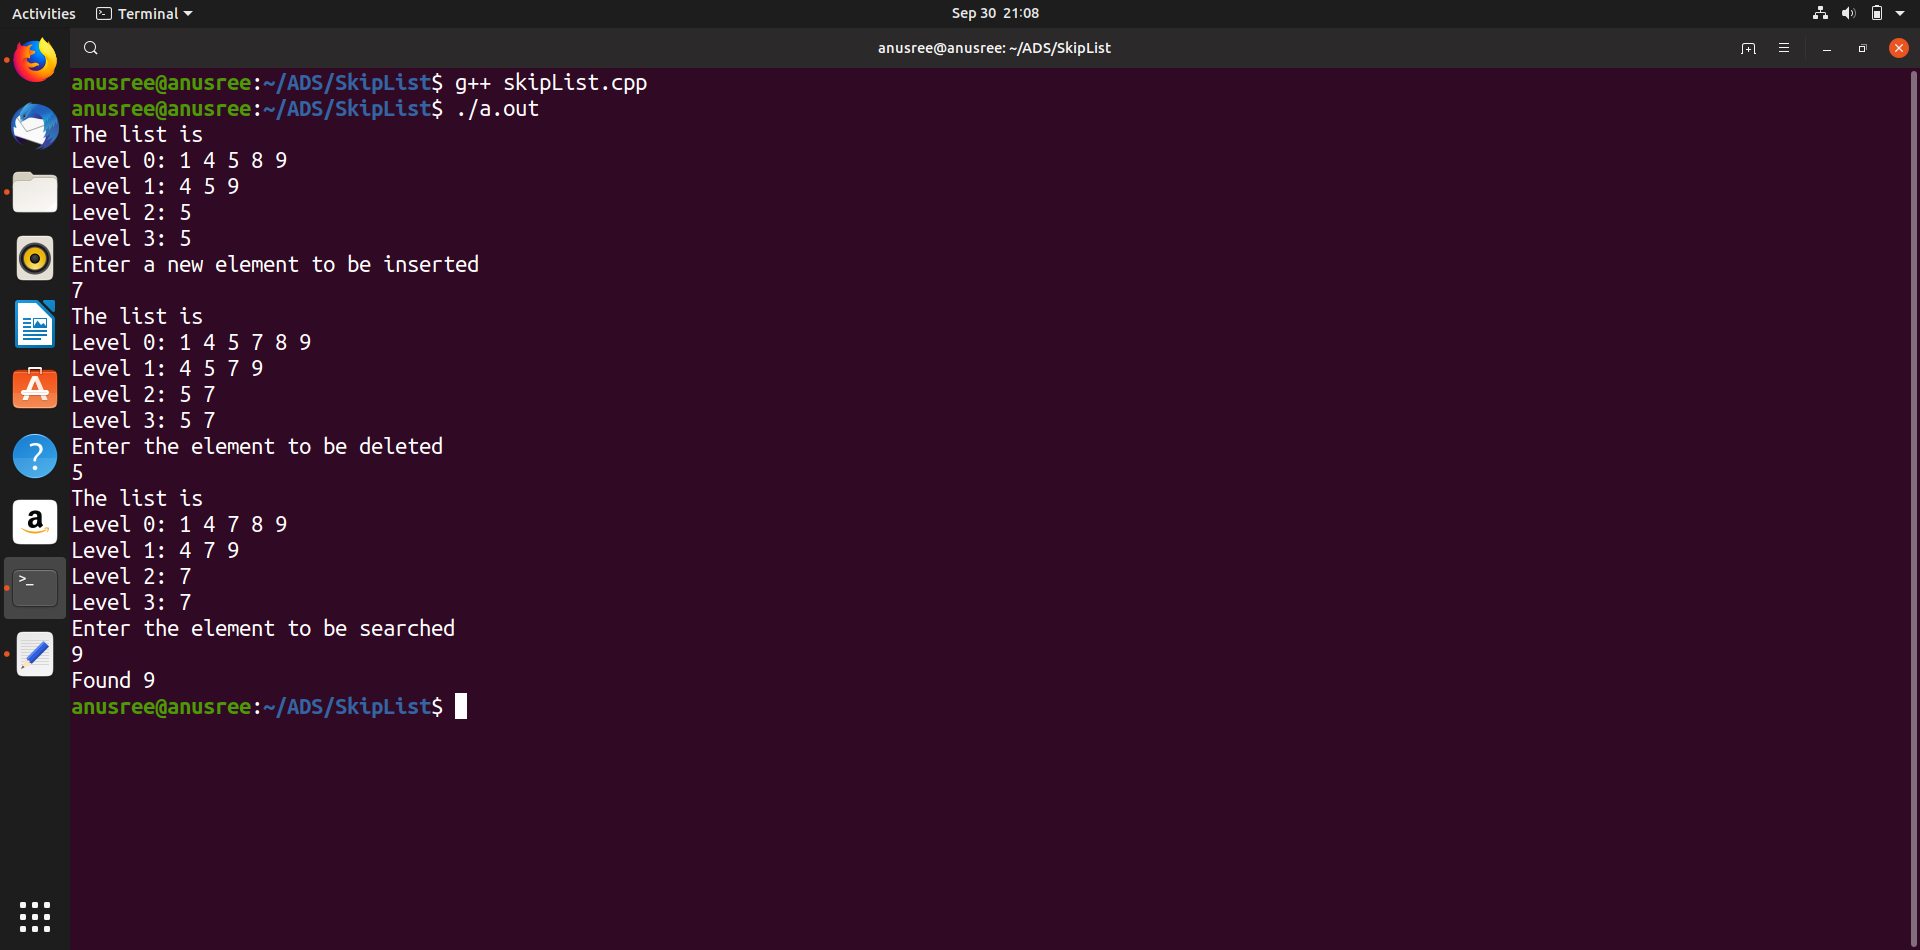 Activities Terminal Sep 30 21:08
anusree@anusree: ~/ADS/SkipList
anusree@anusree:~/ADS/SkipList$ g++ skipList.cpp
anusree@anusree:~/ADS/SkipList$ ./a.out
The list is
Level 0: 1 4 5 8 9
Level 1: 4 5 9
Level 2: 5
Level 3: 5
Enter a new element to be inserted
7
The list is
Level 0: 1 4 5 7 8 9
Level 1: 4 5 7 9
Level 2: 5 7
Level 3: 5 7
Enter the element to be deleted
5
The list is
Level 0: 1 4 7 8 9
Level 1: 4 7 9
Level 2: 7
Level 3: 7
Enter the element to be searched
9
Found 9
anusree@anusree:~/ADS/SkipList$